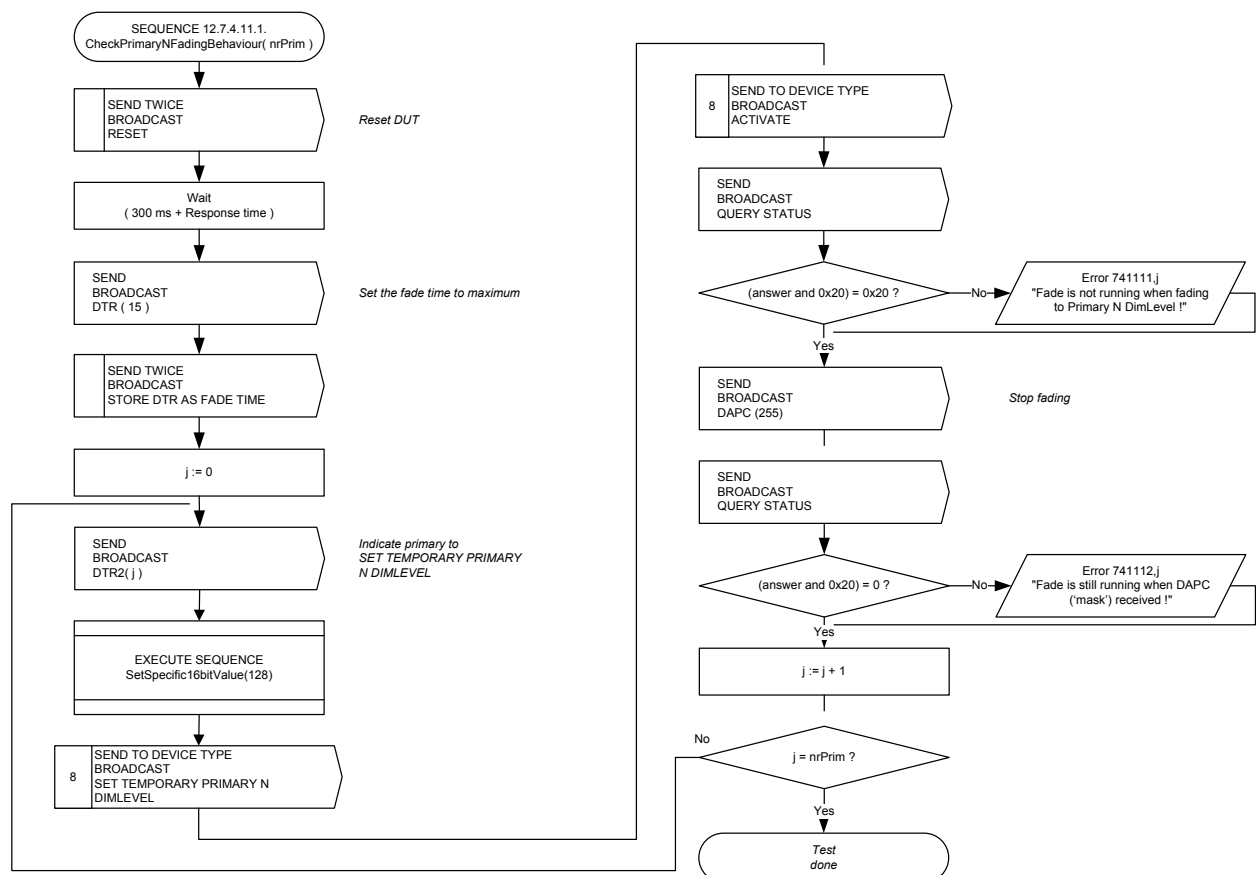 SEQUENCE 12.7.4.11.1.
CheckPrimaryNFadingBehaviour( nrPrim )
SEND TWICE
BROADCAST
RESET
Reset DUT
Wait
( 300 ms + Response time )
SEND
BROADCAST
DTR ( 15 )
Set the fade time to maximum
SEND TWICE
BROADCAST
STORE DTR AS FADE TIME
j := 0
SEND
BROADCAST
DTR2( j )
Indicate primary to
SET TEMPORARY PRIMARY
N DIMLEVEL
EXECUTE SEQUENCE
SetSpecific16bitValue(128)
8
SEND TO DEVICE TYPE
BROADCAST
SET TEMPORARY PRIMARY N
DIMLEVEL
8
SEND TO DEVICE TYPE
BROADCAST
ACTIVATE
SEND
BROADCAST
QUERY STATUS
(answer and 0x20) = 0x20 ?
No
Error 741111,j
"Fade is not running when fading
to Primary N DimLevel !"
Yes
SEND
BROADCAST
DAPC (255)
Stop fading
SEND
BROADCAST
QUERY STATUS
(answer and 0x20) = 0 ?
No
Error 741112,j
"Fade is still running when DAPC
(‘mask’) received !"
Yes
j := j + 1
No
j = nrPrim ?
Yes
Test
done